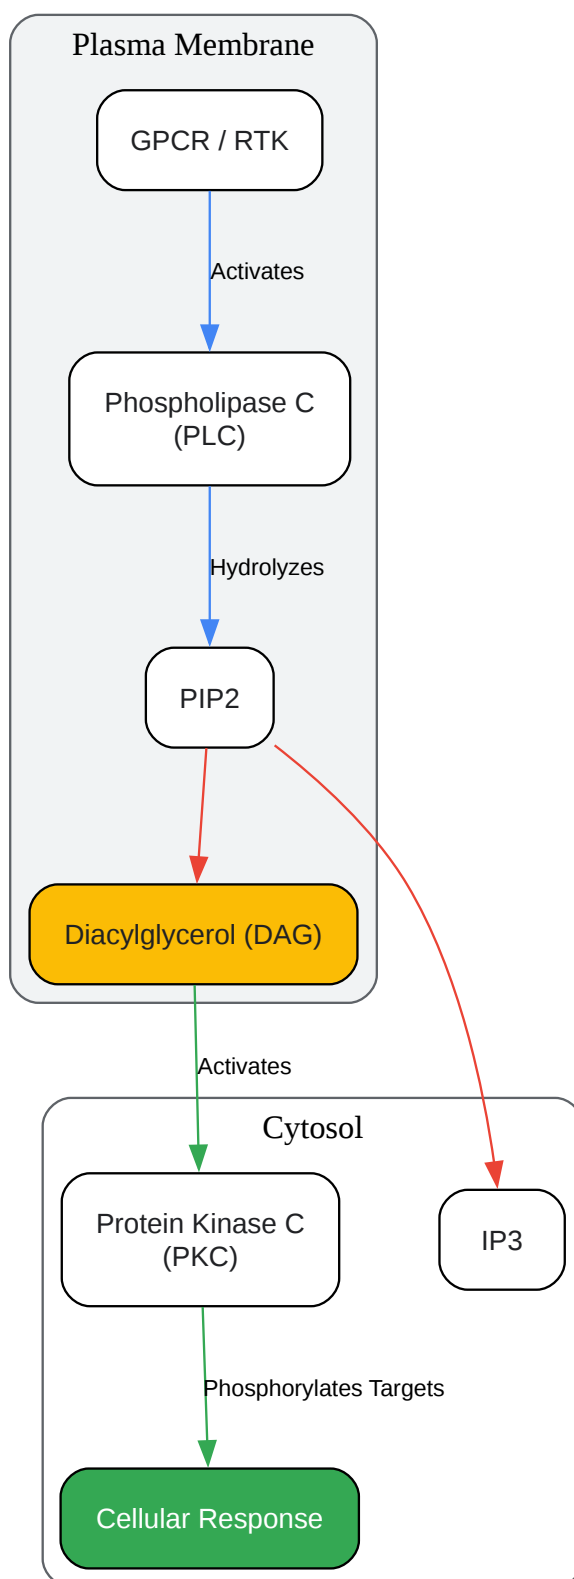 Plasma Membrane
GPCR / RTK
Activates
Phospholipase C
(PLC)
Hydrolyzes
PIP2
Diacylglycerol (DAG)
Activates
Cytosol
Protein Kinase C
(PKC)
IP3
Phosphorylates Targets
Cellular Response